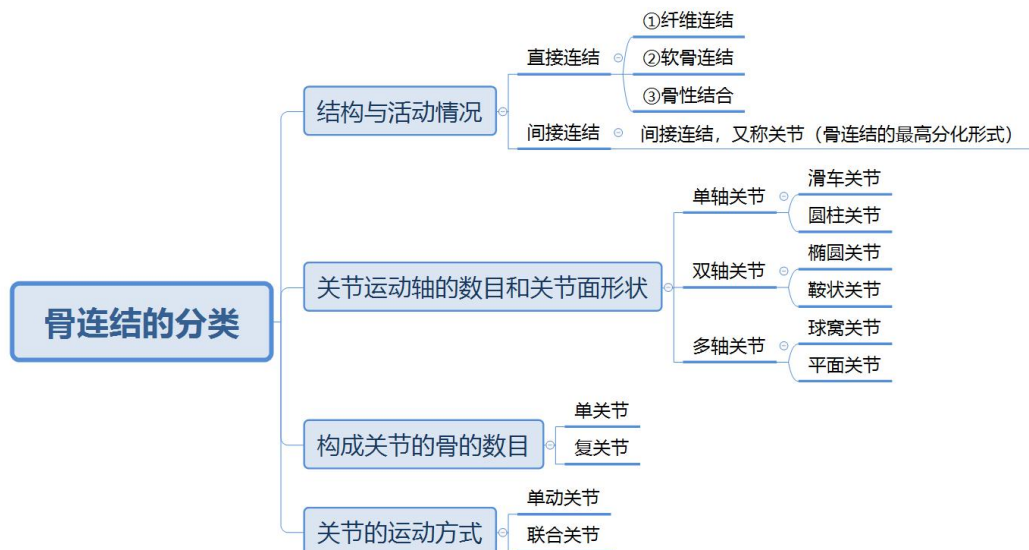 骨连结的分类
结构与活动情况
直接连结
①纤维连结
②软骨连结
③骨性结合
间接连结
间接连结，又称关节（骨连结的最高分化形式）
关节运动轴的数目和关节面形状
单轴关节
滑车关节
圆柱关节
双轴关节
椭圆关节
鞍状关节
多轴关节
球窝关节
平面关节
构成关节的骨的数目
单关节
复关节
关节的运动方式
单动关节
联合关节